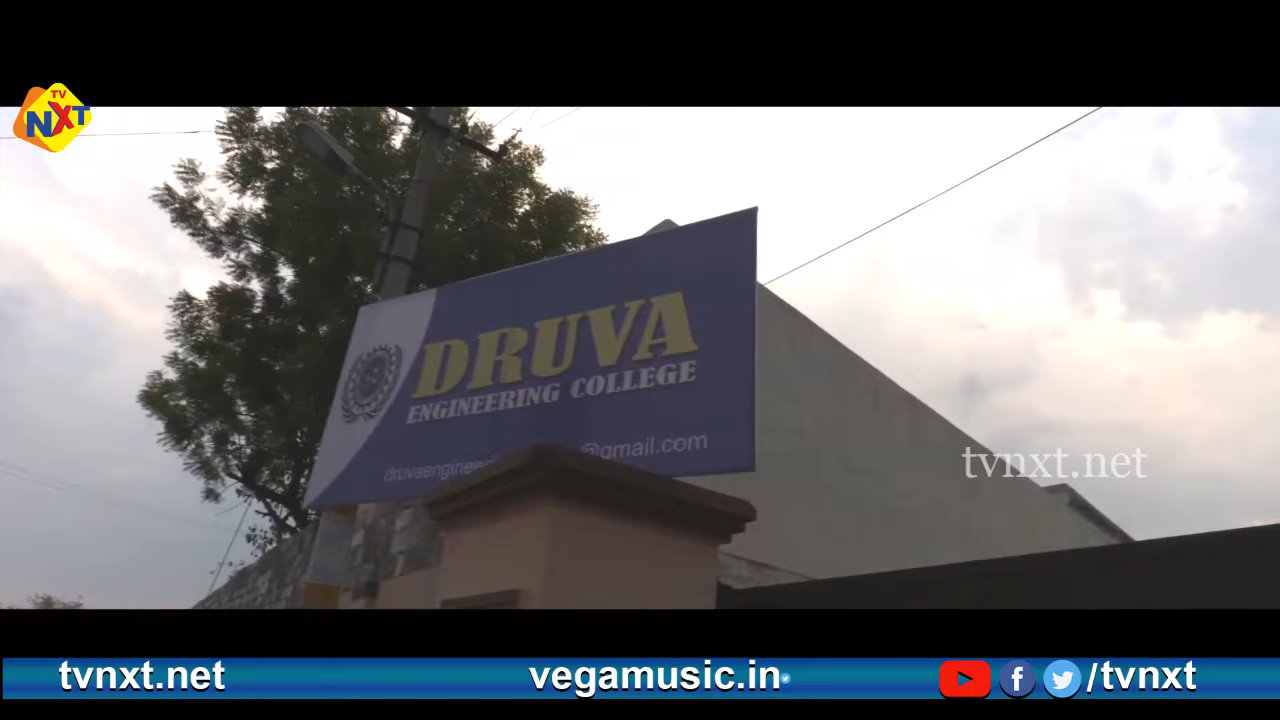 TV
NXT
DRUVA
ENGINEERING COLLEGE
@gmail.com
tvnxt.net
tvnxt.net
vegamusic.in
/tvnxt